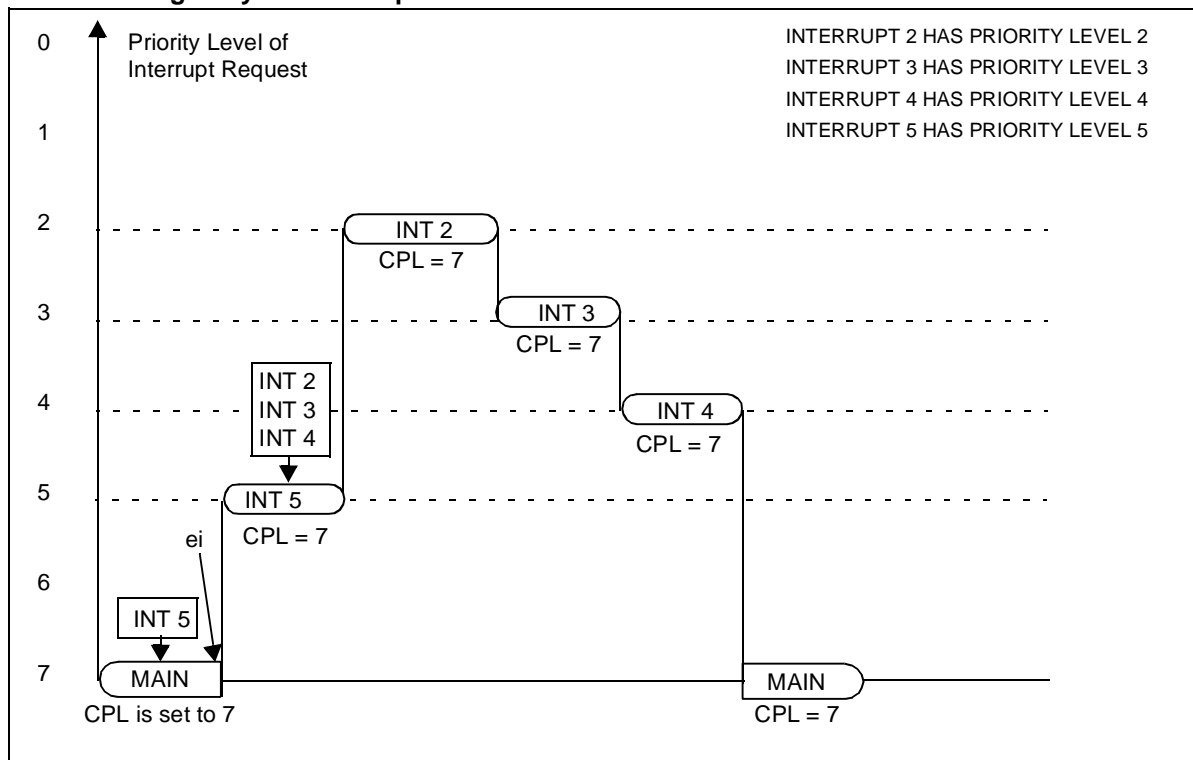 0
Priority Level of
Interrupt Request
INTERRUPT 2 HAS PRIORITY LEVEL 2
INTERRUPT 3 HAS PRIORITY LEVEL 3
INTERRUPT 4 HAS PRIORITY LEVEL 4
INTERRUPT 5 HAS PRIORITY LEVEL 5
1
2
INT 2
CPL = 7
3
INT 3
CPL = 7
INT 2
INT 3
INT 4
4
INT 4
CPL = 7
5
INT 5
CPL = 7
ei
6
INT 5
7
MAIN
CPL is set to 7
MAIN
CPL = 7